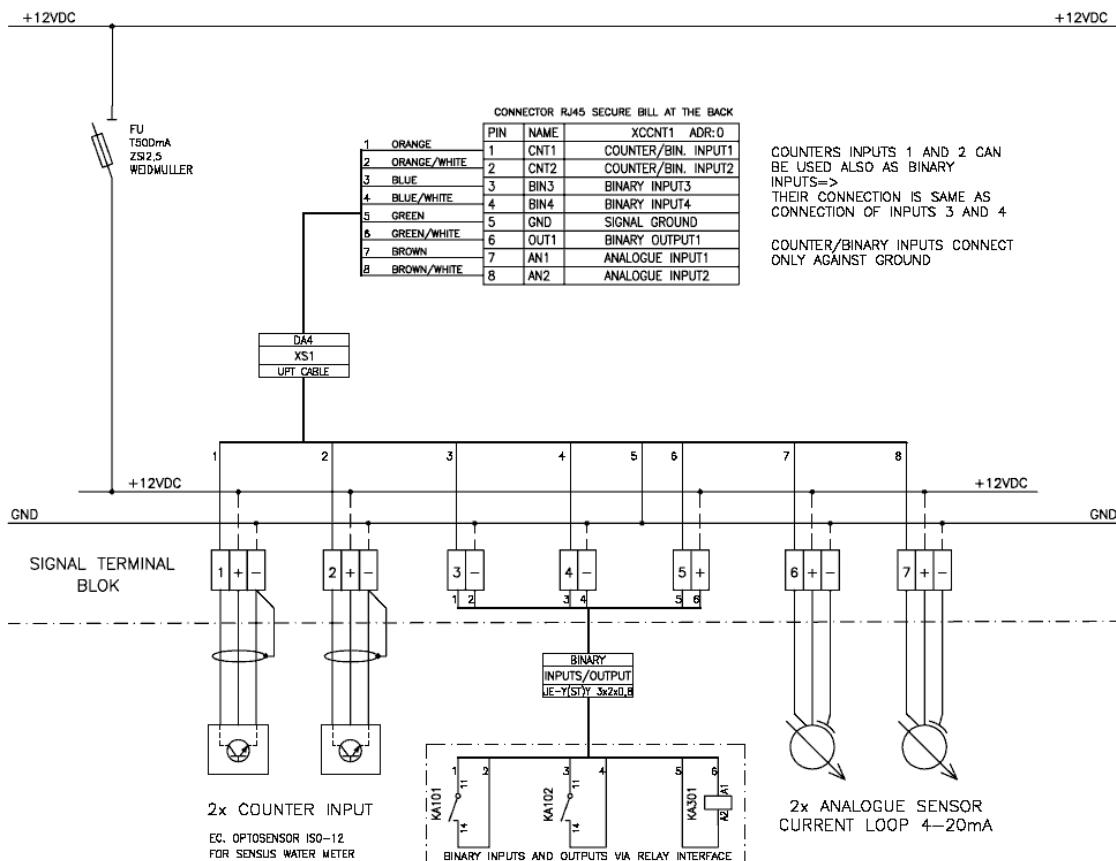 +12VDC +12VDC
FU
T500mA
ZSI2,5
WEIDMULLER
CONNECTOR RJ45 SECURE BILL AT THE BACK
PIN NAME XCCNT1 ADR:0
1 ORANGE 1 CNT1 COUNTER/BIN. INPUT1
2 ORANGE/WHITE 2 CNT2 COUNTER/BIN. INPUT2
3 BLUE 3 BIN3 BINARY INPUT3
4 BLUE/WHITE 4 BIN4 BINARY INPUT4
5 GREEN 5 GND SIGNAL GROUND
6 GREEN/WHITE 6 OUT1 BINARY OUTPUT1
7 BROWN 7 AN1 ANALOGUE INPUT1
8 BROWN/WHITE 8 AN2 ANALOGUE INPUT2
COUNTERS INPUTS 1 AND 2 CAN
BE USED ALSO AS BINARY
INPUTS=>
THEIR CONNECTION IS SAME AS
CONNECTION OF INPUTS 3 AND 4
COUNTER/BINARY INPUTS CONNECT
ONLY AGAINST GROUND
DA4
XS1
UPT CABLE
1 2 3 4 5 6 7 8
+12VDC +12VDC
GND GND
SIGNAL TERMINAL
BLOK
1 + - 2 + - 3 - 4 - 5 + 6 + - 7 + -
1 2 3 4 5 6
BINARY
INPUTS/OUTPUT
JE-Y(ST)Y 3x2x0,8
1 2 3 4 5 6
KA101 11 14
KA102 11 14
KA301 A1 A2
BINARY INPUTS AND OUTPUTS VIA RELAY INTERFACE
2x COUNTER INPUT
EC. OPTOSENSOR ISO-12
FOR SENSUS WATER METER
2x ANALOGUE SENSOR
CURRENT LOOP 4-20mA